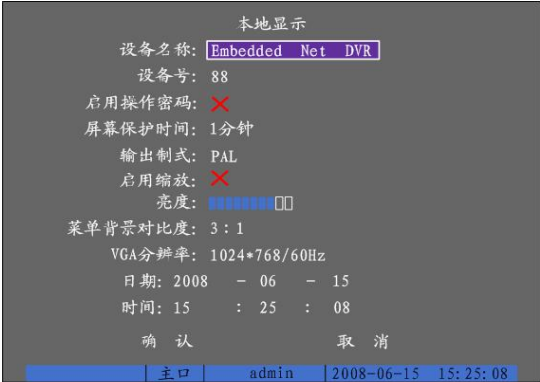 本地显示
设备名称: Embedded Net DVR
设备号: 88
启用操作密码:
屏幕保护时间: 1分钟
输出制式: PAL
启用缩放:
亮度:
菜单背景对比度: 3:1
VGA分辨率: 1024*768/60Hz
日期: 2008 - 06 - 15
时间: 15 : 25 : 08
确 认 取 消
主口 admin 2008-06-15 15:25:08